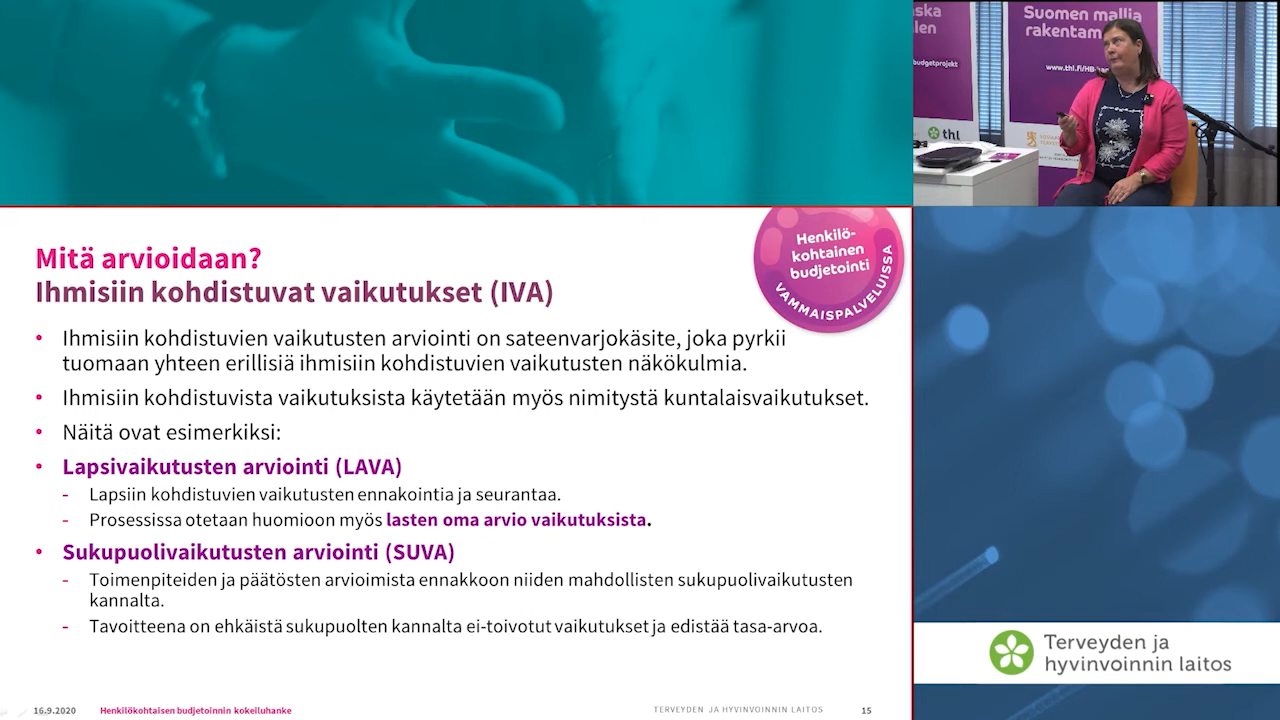 Mitä arvioidaan?
Ihmisiin kohdistuvat vaikutukset (IVA)
Henkilö-
kohtainen
budjetointi
VAMMAISPALVELUISSA
Ihmisiin kohdistuvien vaikutusten arviointi on sateenvarjokäsite, joka pyrkii
tuomaan yhteen erillisiä ihmisiin kohdistuvien vaikutusten näkökulmia.
Ihmisiin kohdistuvista vaikutuksista käytetään myös nimitystä kuntalaisvaikutukset.
Näitä ovat esimerkiksi:
Lapsivaikutusten arviointi (LAVA)
- Lapsiin kohdistuvien vaikutusten ennakointia ja seurantaa.
- Prosessissa otetaan huomioon myös lasten oma arvio vaikutuksista.
Sukupuolivaikutusten arviointi (SUVA)
- Toimenpiteiden ja päätösten arvioimista ennakkoon niiden mahdollisten sukupuolivaikutusten
kannalta.
- Tavoitteena on ehkäistä sukupuolten kannalta ei-toivotut vaikutukset ja edistää tasa-arvoa.
16.9.2020
Henkilökohtaisen budjetoinnin kokeiluhanke
TERVEYDEN JA HYVINVOINNIN LAITOS
15
Suomen mallia
rakentam
www.thl.fi/HB
budgetprojekt
thl
Terveyden ja
hyvinvoinnin laitos